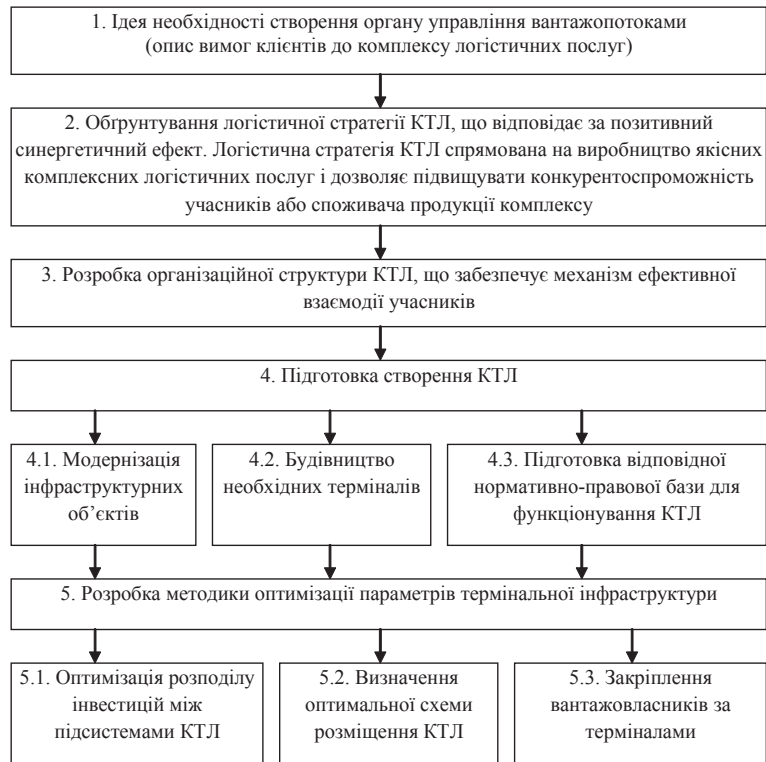 1. Ідея необхідності створення органу управління вантажопотоками
(опис вимог клієнтів до комплексу логістичних послуг)
2. Обґрунтування логістичної стратегії КТЛ, що відповідає за позитивний
синергетичний ефект. Логістична стратегія КТЛ спрямована на виробництво якісних
комплексних логістичних послуг і дозволяє підвищувати конкурентоспроможність
учасників або споживача продукції комплексу
3. Розробка організаційної структури КТЛ, що забезпечує механізм ефективної
взаємодії учасників
4. Підготовка створення КТЛ
4.1. Модернізація
інфраструктурних
об’єктів
4.2. Будівництво
необхідних терміналів
4.3. Підготовка відповідної
нормативно-правової бази для
функціонування КТЛ
5. Розробка методики оптимізації параметрів термінальної інфраструктури
5.1. Оптимізація розподілу
інвестицій між
підсистемами КТЛ
5.2. Визначення
оптимальної схеми
розміщення КТЛ
5.3. Закріплення
вантажовласників за
терміналами